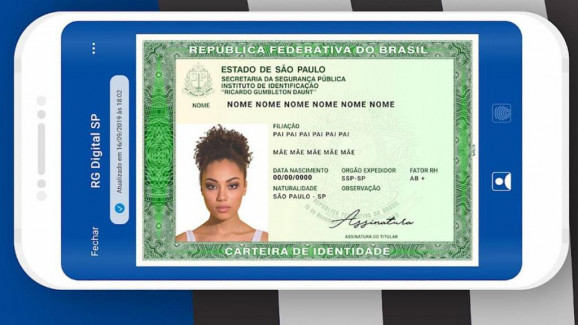 REPÚBLICA FEDERATIVA DO BRASIL
ESTADO DE SÃO PAULO
SECRETARIA DA SEGURANÇA PÚBLICA
INSTITUTO DE IDENTIFICAÇÃO
"RICARDO GUMBLETON DAUNT"
NOME
NOME NOME NOME NOME NOME NOME
FILIAÇÃO
PAI PAI PAI PAI PAI PAI
MÃE MÃE MÃE MÃE MÃE
DATA NASCIMENTO ORGÃO EXPEDIDOR FATOR RH
00/00/0000 SSP-SP AB +
NATURALIDADE OBSERVAÇÃO
SÃO PAULO - SP
Assinatura
ASSINATURA DO TITULAR
CARTEIRA DE IDENTIDADE
Fechar
RG Digital SP
Atualizado em 16/09/2019 às 18:02